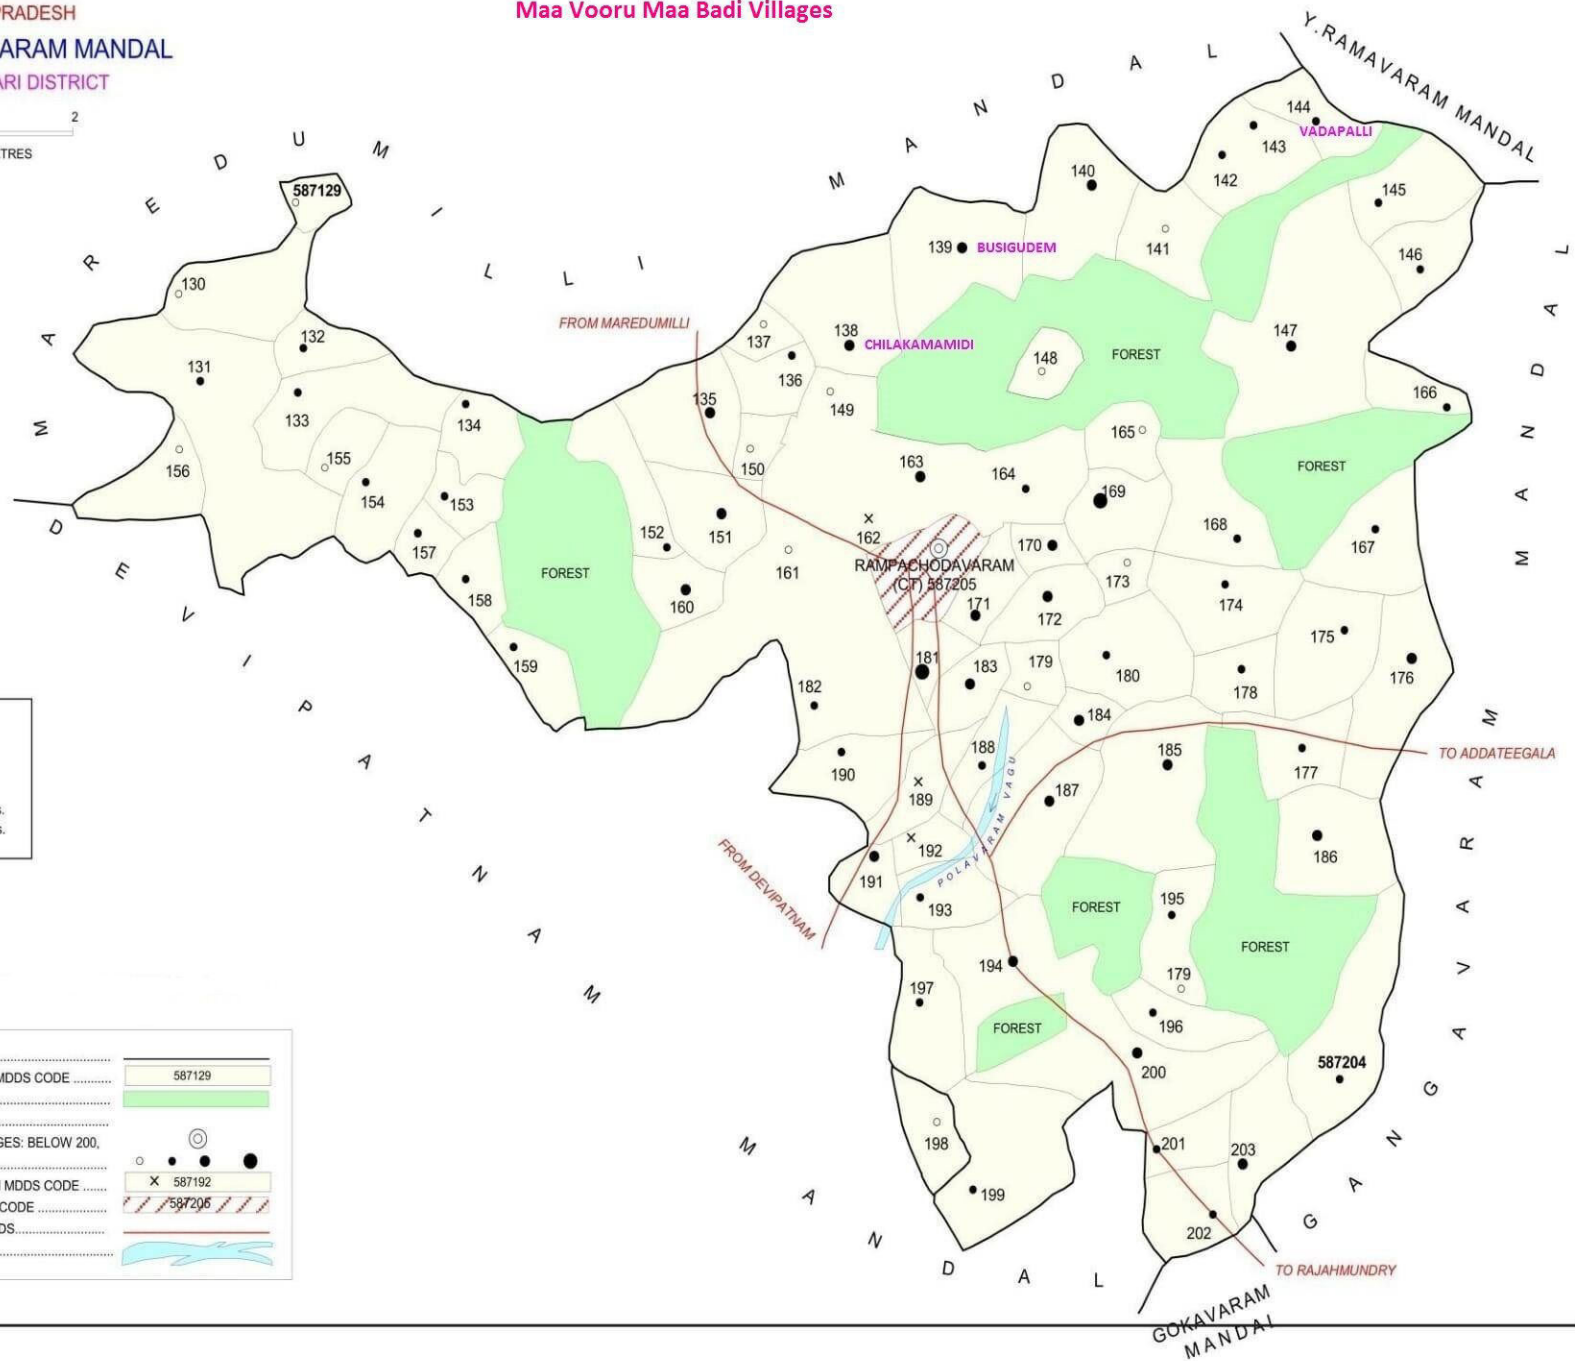 Maa Vooru Maa Badi Villages
PRADESH
ARAM MANDAL
ARI DISTRICT
2
TRES
Y.RAMAVARAM MANDAL
MAREDUMILLI MANDAL
587129
130
131
132
133
134
156
155
154
153
157
158
159
FOREST
FROM MAREDUMILLI
135
136
137
138
CHILAKAMAMIDI
139
BUSIGUDEM
140
141
142
143
144
VADAPALLI
145
146
147
148
FOREST
149
150
151
152
160
161
162
163
164
165
166
FOREST
167
168
169
170
RAMPACHODAVARAM
(CT) 587205
171
172
173
174
175
176
177
178
179
180
181
182
183
184
185
186
187
188
189
190
191
192
193
TO ADDATEEGALA
POLAVARAM VAGU
FROM DEVIPATNAM
DEVIPATNAM MANDAL
GANGAVARAM MANDAL
FOREST
195
FOREST
179
194
196
197
FOREST
200
587204
198
199
201
203
202
TO RAJAHMUNDRY
GOKAVARAM
MANDAL
s.
s.
MDDS CODE ........... 587129
GES: BELOW 200,
MDDS CODE ...... 587192
CODE ................. 587205
DS......................